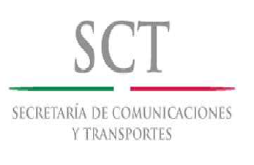 SCT
SECRETARÍA DE COMUNICACIONES
Y TRANSPORTES